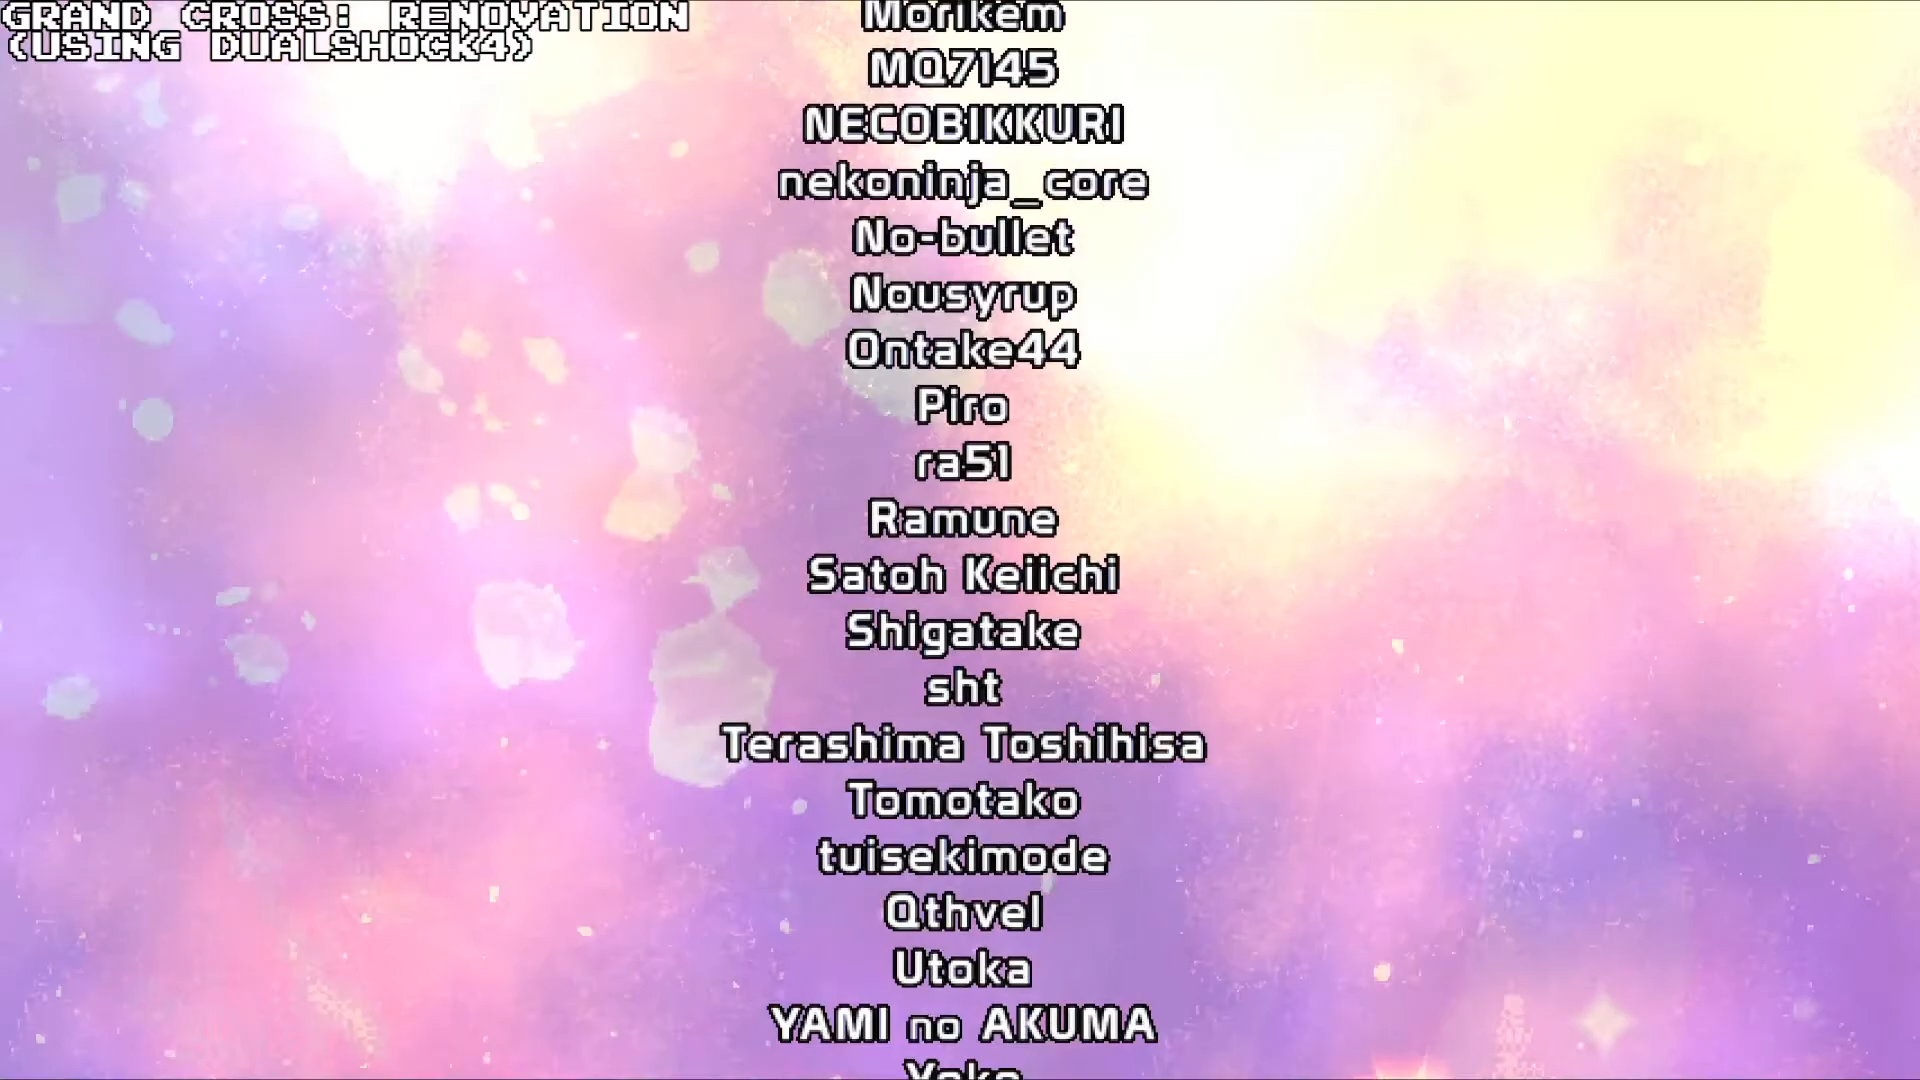 GRAND CROSS: RENOVATION
(USING DUALSHOCK4)
Morikem
MQ7145
NECOBIKKURI
nekoninja_core
No-bullet
Nousyrup
Ontake44
Piro
ra51
Ramune
Satoh Keiichi
Shigatake
sht
Terashima Toshihisa
Tomotako
tuisekimode
Qthvel
Utoka
YAMI no AKUMA